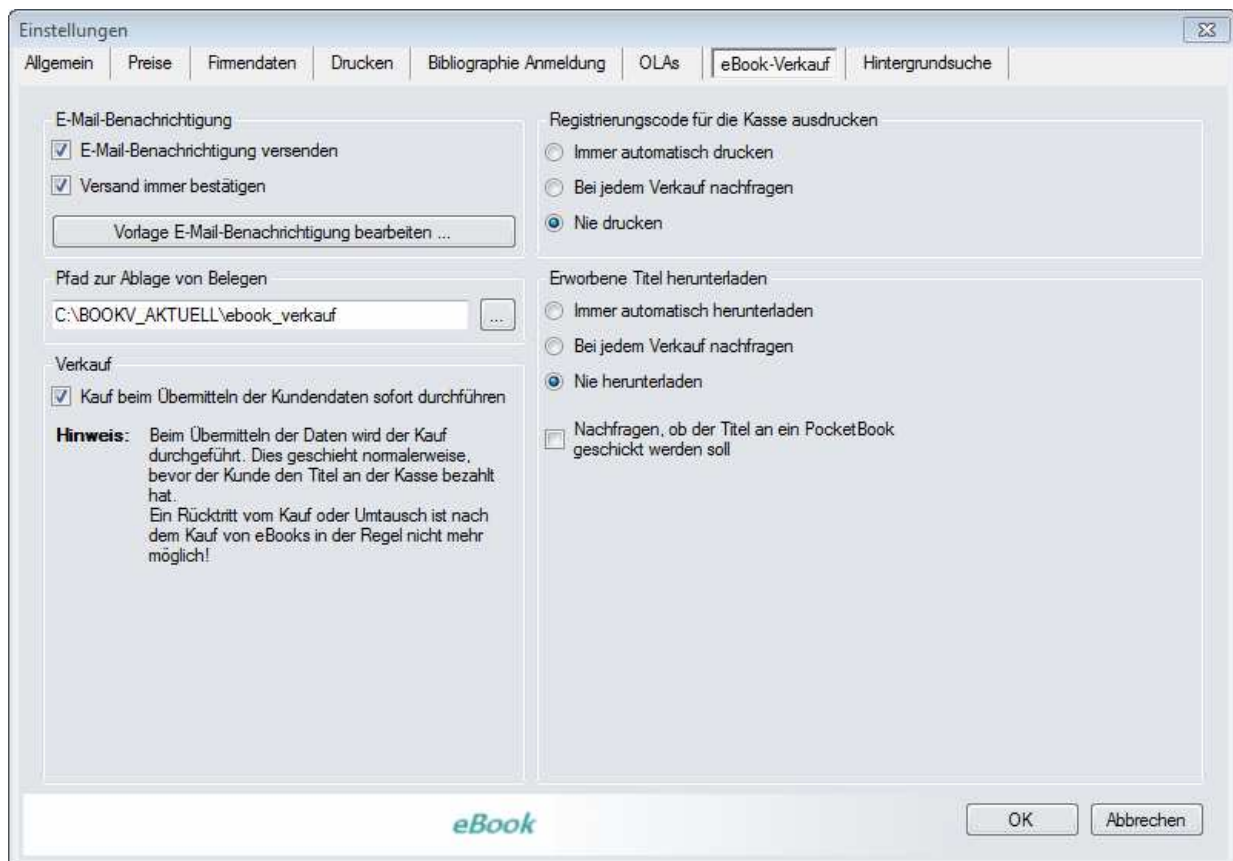 Einstellungen
Allgemein Preise Firmendaten Drucken Bibliographie Anmeldung OLAs eBook-Verkauf Hintergrundsuche
E-Mail-Benachrichtigung
E-Mail-Benachrichtigung versenden
Versand immer bestätigen
Vorlage E-Mail-Benachrichtigung bearbeiten ...
Pfad zur Ablage von Belegen
C:\BOOKV_AKTUELL\ebook_verkauf ...
Verkauf
Kauf beim Übermitteln der Kundendaten sofort durchführen
Hinweis: Beim Übermitteln der Daten wird der Kauf
durchgeführt. Dies geschieht normalerweise,
bevor der Kunde den Titel an der Kasse bezahlt
hat.
Ein Rücktritt vom Kauf oder Umtausch ist nach
dem Kauf von eBooks in der Regel nicht mehr
möglich!
Registrierungscode für die Kasse ausdrucken
Immer automatisch drucken
Bei jedem Verkauf nachfragen
Nie drucken
Erworbene Titel herunterladen
Immer automatisch herunterladen
Bei jedem Verkauf nachfragen
Nie herunterladen
Nachfragen, ob der Titel an ein PocketBook
geschickt werden soll
eBook
OK Abbrechen